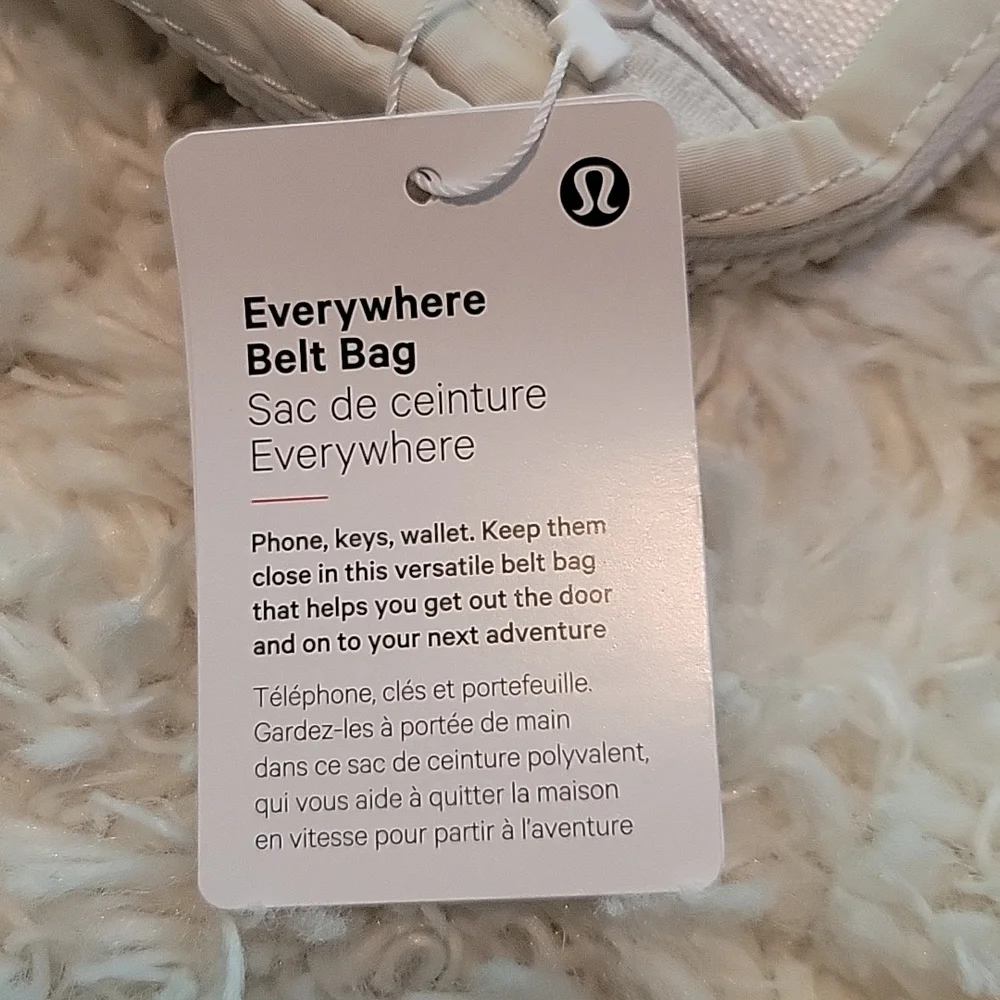 Everywhere
Belt Bag
Sac de ceinture
Everywhere
Phone, keys, wallet. Keep them
close in this versatile belt bag
that helps you get out the door
and on to your next adventure
Téléphone, clés et portefeuille.
Gardez-les à portée de main
dans ce sac de ceinture polyvalent,
qui vous aide à quitter la maison
en vitesse pour partir à l'aventure